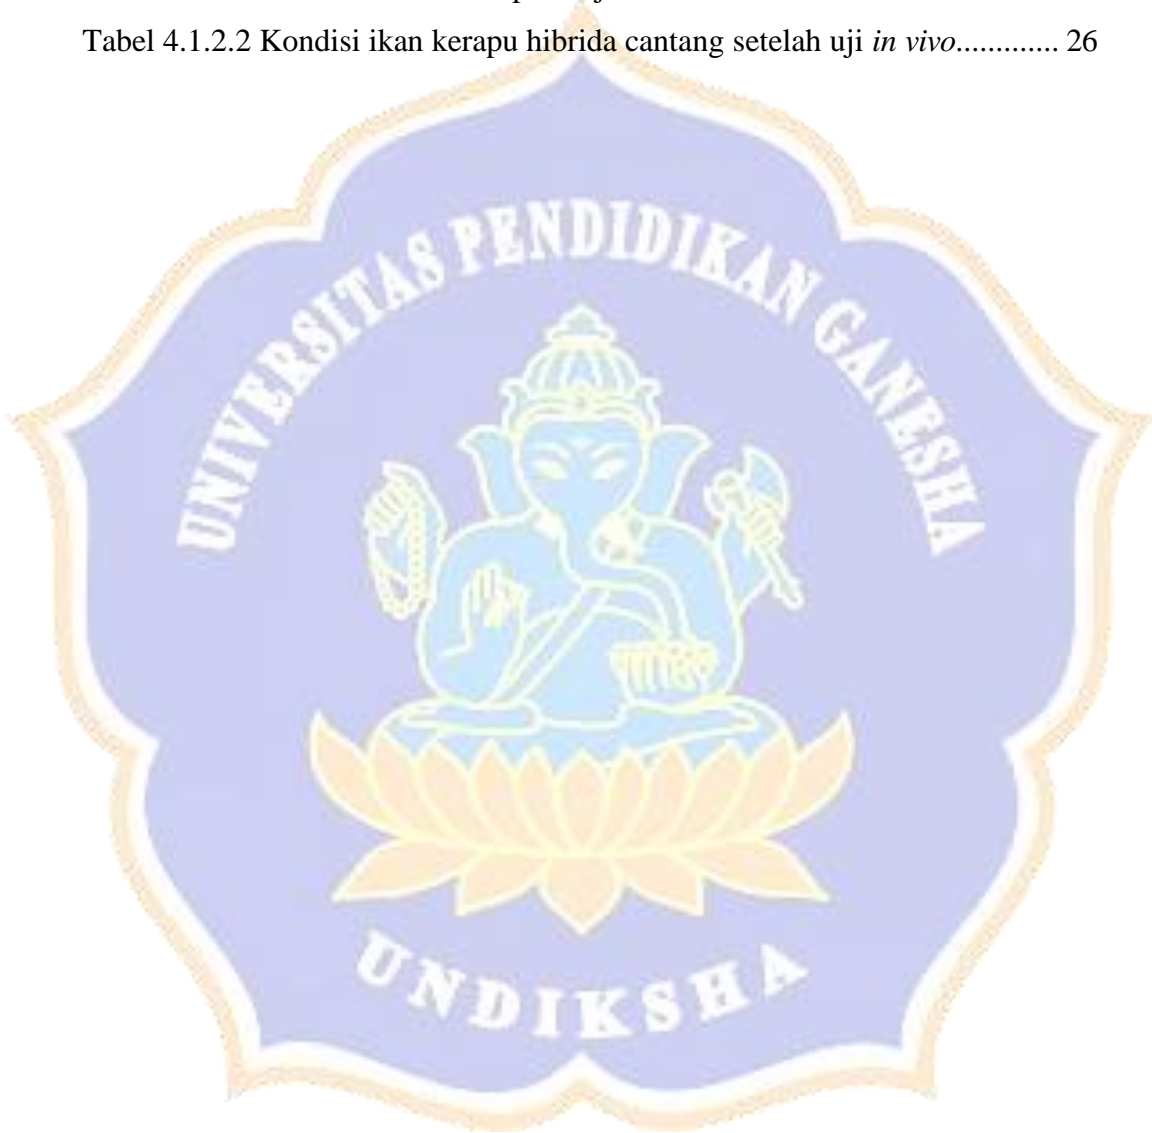 Tabel 4.1.2.2 Kondisi ikan kerapu hibrida cantang setelah uji in vivo............. 26
UNIVERSITAS PENDIDIKAN GANESHA
UNDIKSHA